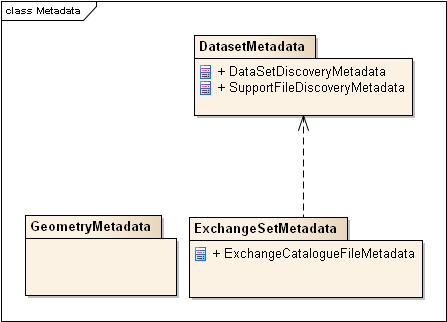 class Metadata
DatasetMetadata
+ DataSetDiscoveryMetadata
+ SupportFileDiscoveryMetadata
GeometryMetadata
ExchangeSetMetadata
+ ExchangeCatalogueFileMetadata